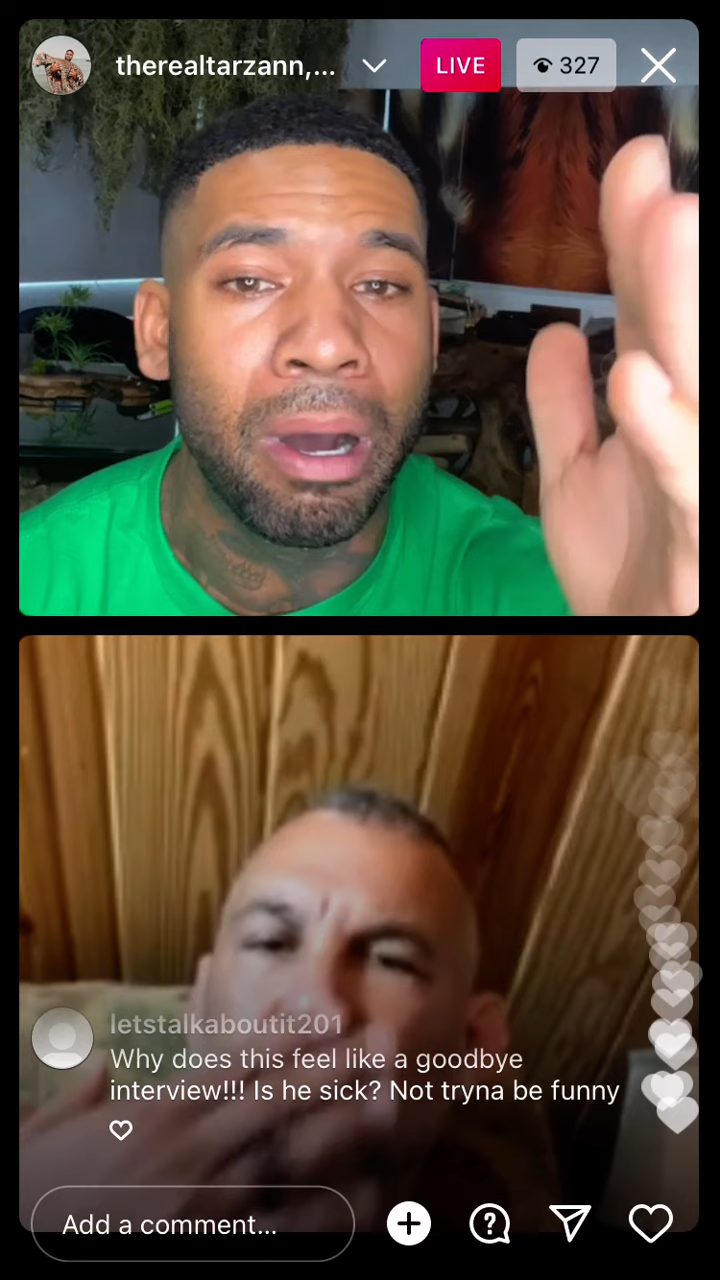 therealtarzann,...
LIVE
327
letstalkaboutit201
Why does this feel like a goodbye
interview!!! Is he sick? Not tryna be funny
Add a comment...